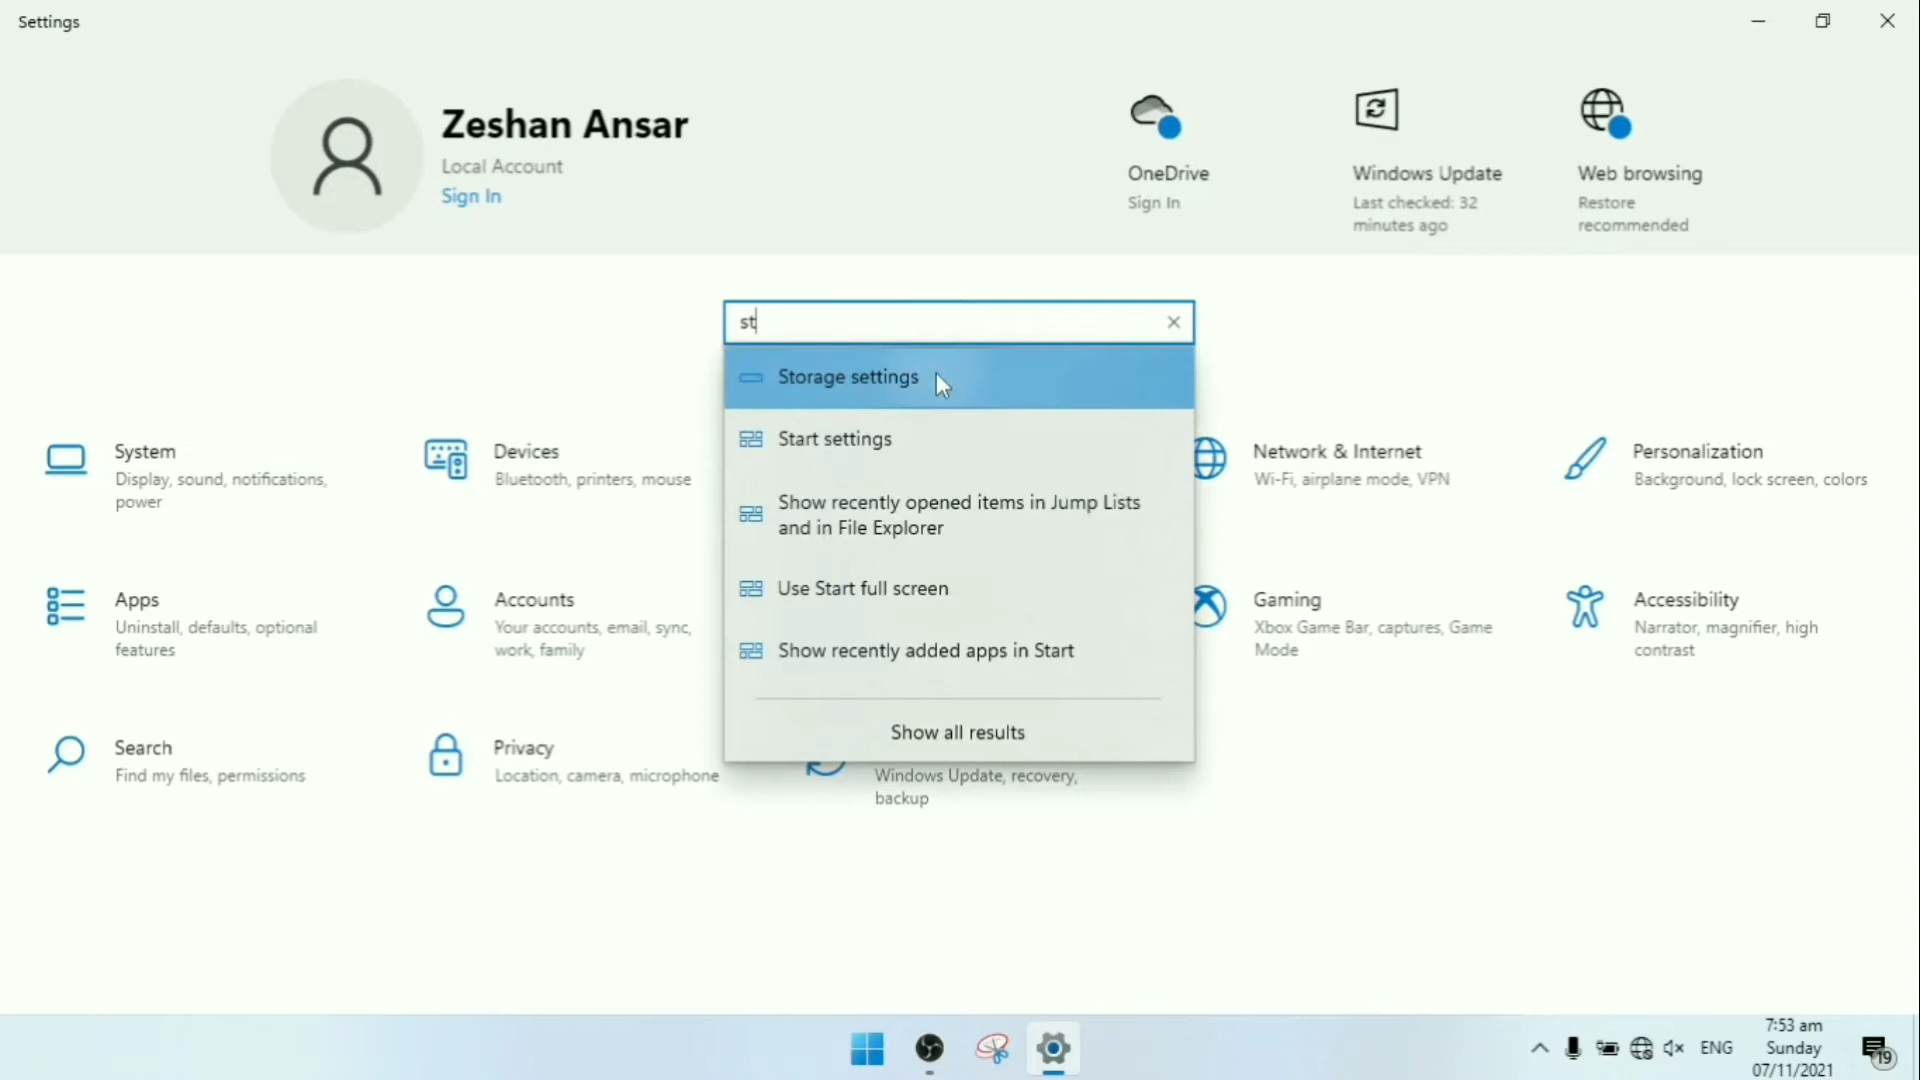 Settings
Zeshan Ansar
Local Account
Sign In
OneDrive
Sign In
Windows Update
Last checked: 32
minutes ago
Web browsing
Restore
recommended
st
Storage settings
Start settings
Show recently opened items in Jump Lists
and in File Explorer
Use Start full screen
Show recently added apps in Start
Show all results
System
Display, sound, notifications,
power
Devices
Bluetooth, printers, mouse
Network & Internet
Wi-Fi, airplane mode, VPN
Personalization
Background, lock screen, colors
Apps
Uninstall, defaults, optional
features
Accounts
Your accounts, email, sync,
work, family
Gaming
Xbox Game Bar, captures, Game
Mode
Accessibility
Narrator, magnifier, high
contrast
Search
Find my files, permissions
Privacy
Location, camera, microphone
Windows Update, recovery,
backup
ENG
7:53 am
Sunday
07/11/2021
19